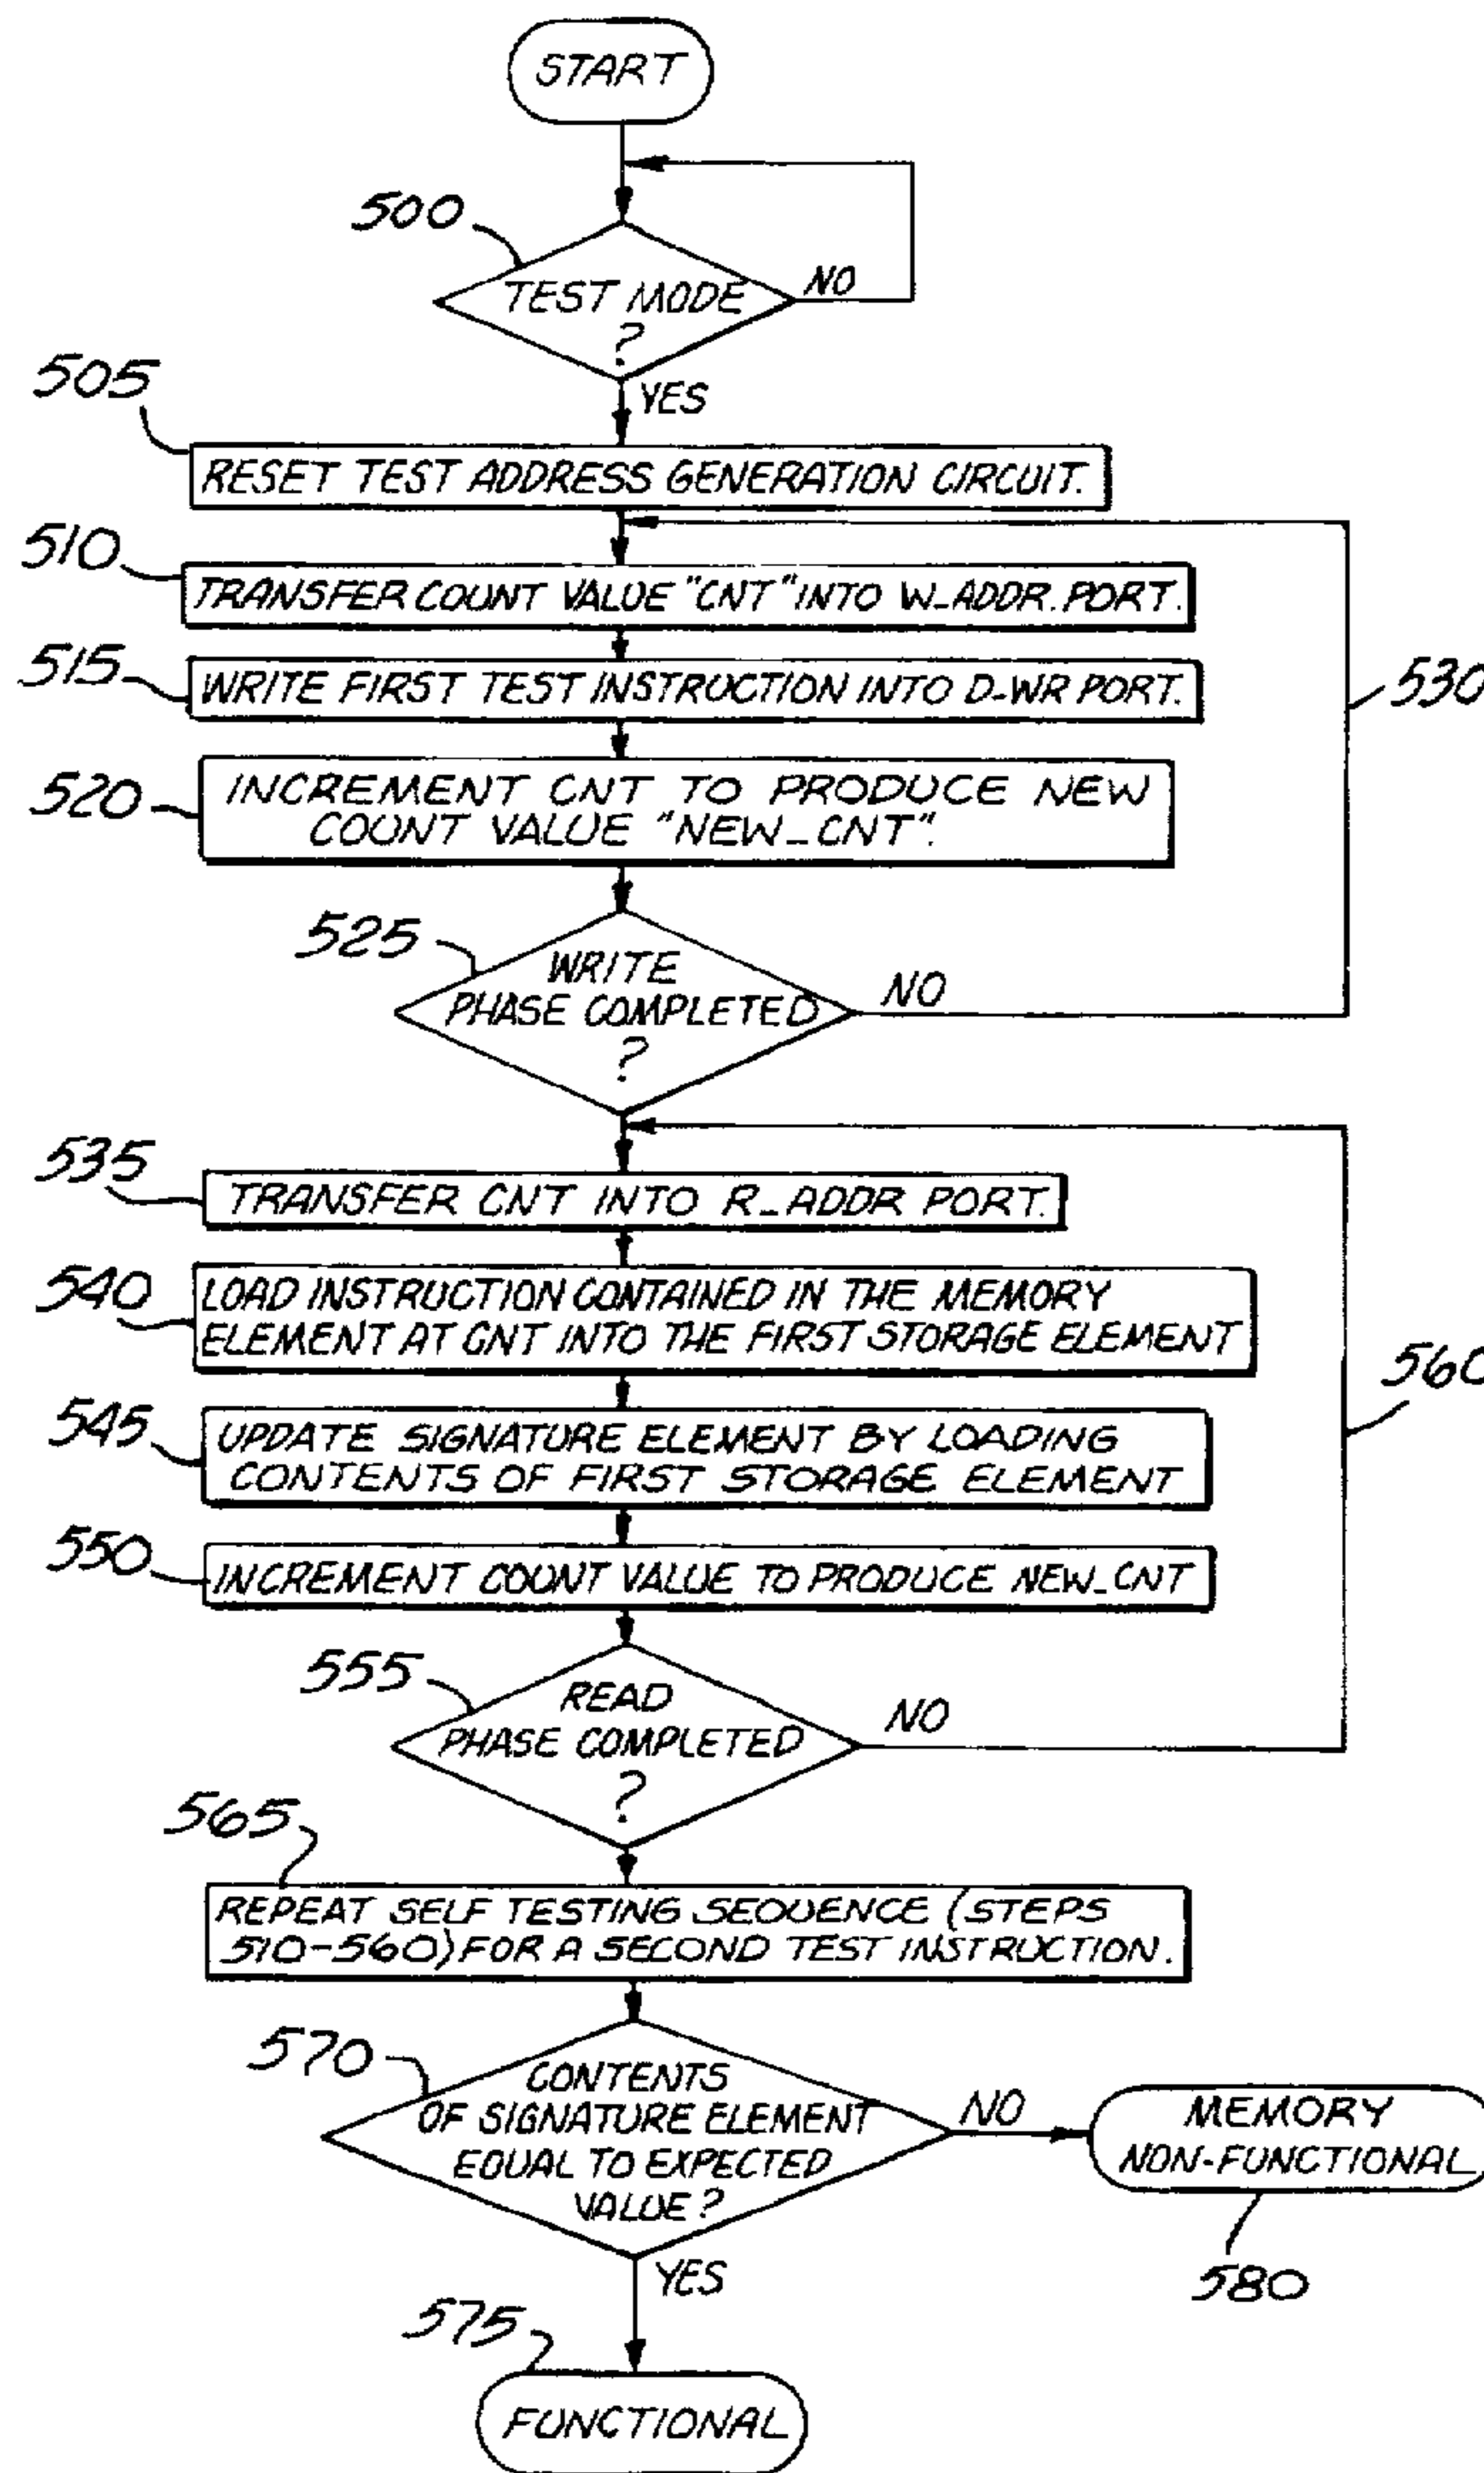 START
500
TEST MODE
?
NO
YES
505
RESET TEST ADDRESS GENERATION CIRCUIT.
510
TRANSFER COUNT VALUE "CNT" INTO W_ADDR. PORT.
515
WRITE FIRST TEST INSTRUCTION INTO D-WR PORT.
530
520
INCREMENT CNT TO PRODUCE NEW
COUNT VALUE "NEW_CNT".
525
WRITE
PHASE COMPLETED
?
NO
535
TRANSFER CNT INTO R_ADDR PORT.
540
LOAD INSTRUCTION CONTAINED IN THE MEMORY
ELEMENT AT CNT INTO THE FIRST STORAGE ELEMENT
560
545
UPDATE SIGNATURE ELEMENT BY LOADING
CONTENTS OF FIRST STORAGE ELEMENT
550
INCREMENT COUNT VALUE TO PRODUCE NEW_CNT
555
READ
PHASE COMPLETED
?
NO
565
REPEAT SELF TESTING SEQUENCE (STEPS
510-560) FOR A SECOND TEST INSTRUCTION.
570
CONTENTS
OF SIGNATURE ELEMENT
EQUAL TO EXPECTED
VALUE?
NO
MEMORY
NON-FUNCTIONAL
580
YES
575
FUNCTIONAL